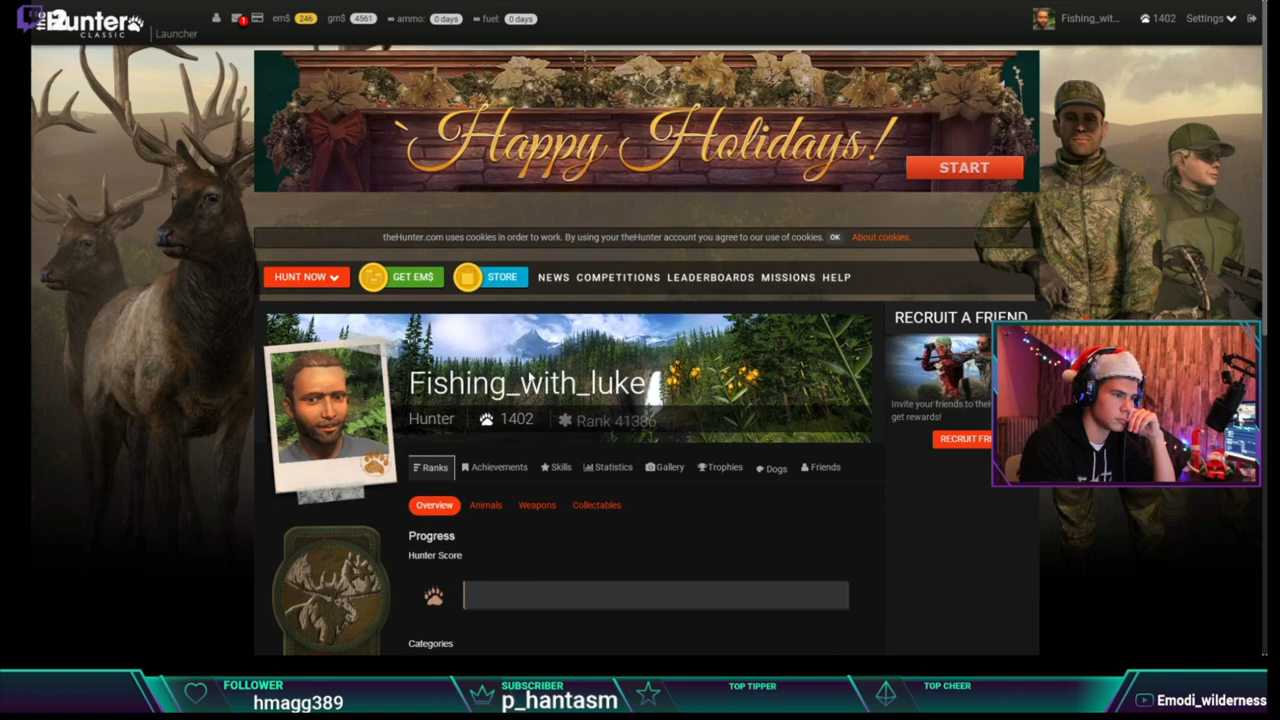 the Hunter
CLASSIC
Launcher
1
em$ 246
gm$ 4561
∞ ammo: 0 days
∞ fuel: 0 days
Fishing_wit...
1402
Settings
`Happy Holidays!
START
theHunter.com uses cookies in order to work. By using your theHunter account you agree to our use of cookies. OK About cookies.
HUNT NOW
GET EM$
STORE
NEWS COMPETITIONS LEADERBOARDS MISSIONS HELP
Fishing_with_luke
Hunter
1402
Rank 41386
RECRUIT A FRIEND
Invite your friends to
get rewards!
RECRUIT
Ranks
Achievements
Skills
Statistics
Gallery
Trophies
Dogs
Friends
Overview
Animals
Weapons
Collectables
Progress
Hunter Score
Categories
FOLLOWER
hmagg389
SUBSCRIBER
p_hantasm
TOP TIPPER
TOP CHEER
Emodi_wilderness